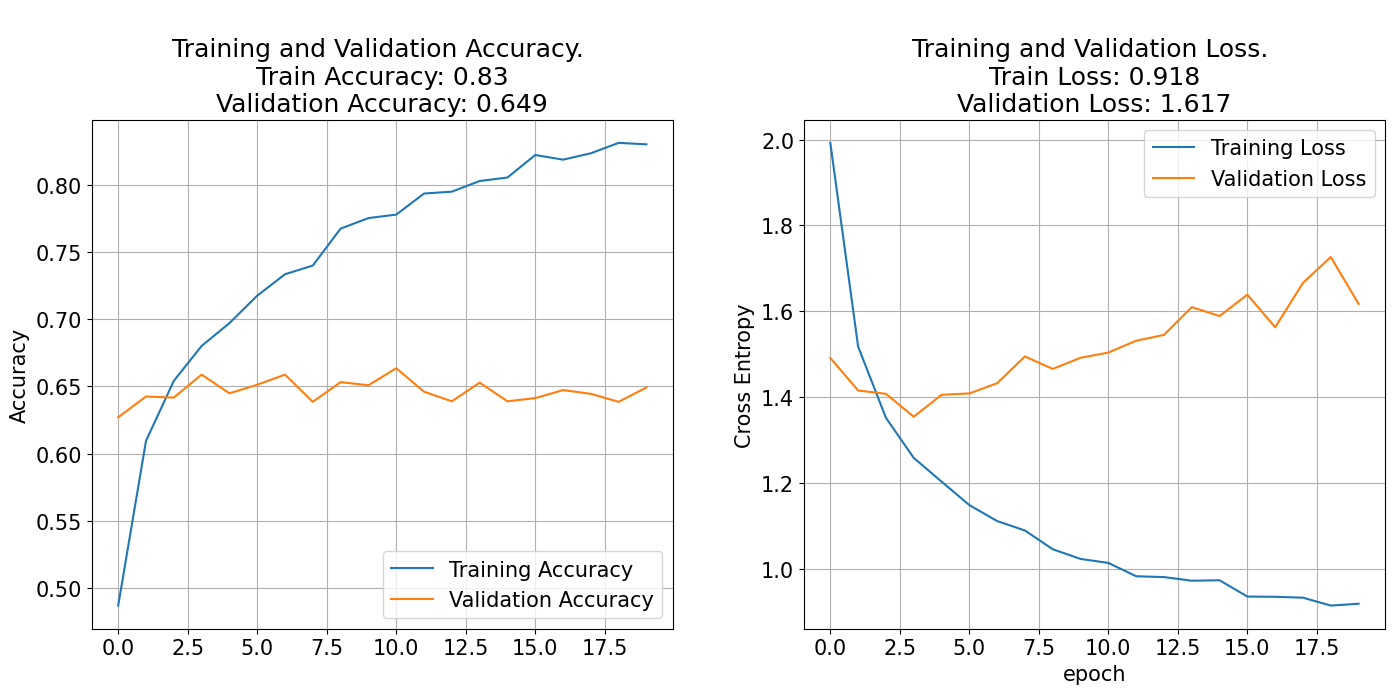 Training and Validation Accuracy.
Train Accuracy: 0.83
Validation Accuracy: 0.649
Accuracy
0.80
0.75
0.70
0.65
0.60
0.55
0.50
Training Accuracy
Validation Accuracy
0.0 2.5 5.0 7.5 10.0 12.5 15.0 17.5
Training and Validation Loss.
Train Loss: 0.918
Validation Loss: 1.617
Cross Entropy
2.0
1.8
1.6
1.4
1.2
1.0
Training Loss
Validation Loss
0.0 2.5 5.0 7.5 10.0 12.5 15.0 17.5
epoch